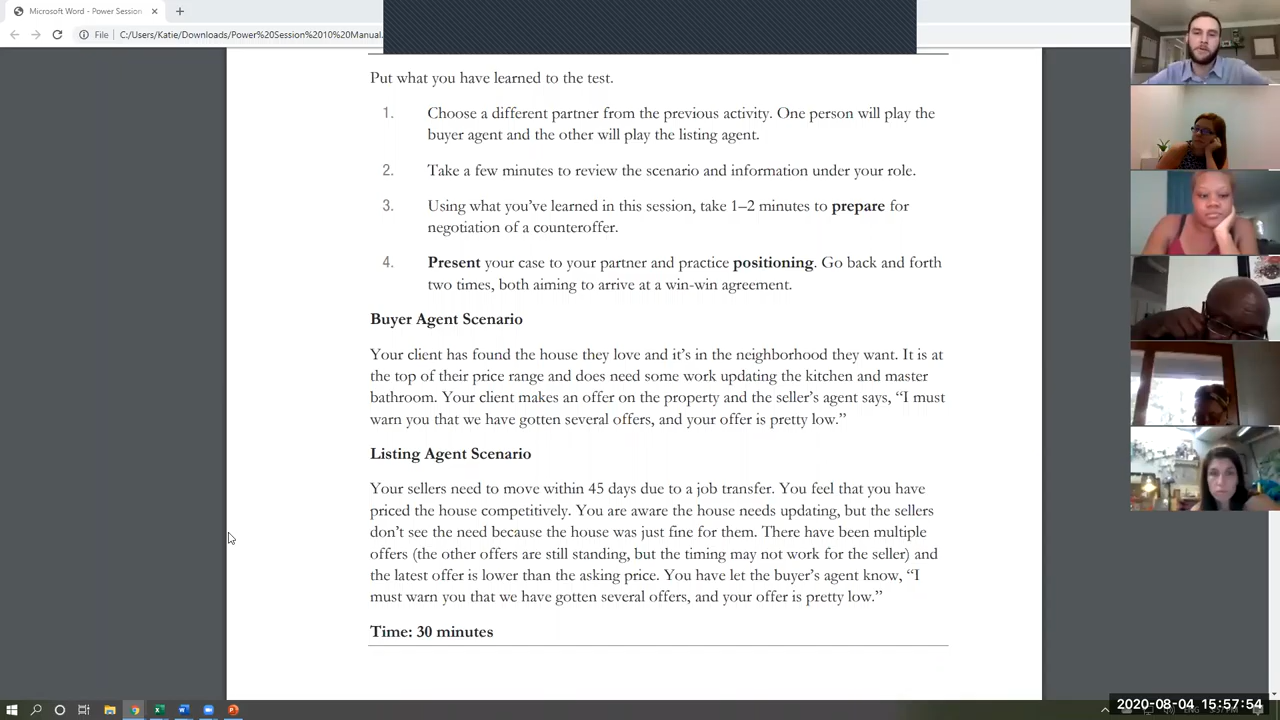 Microsoft Word - Power Session
File
C:/Users/Katie/Downloads/Power%20Session%2010%20Manual.
Put what you have learned to the test.
1. Choose a different partner from the previous activity. One person will play the
buyer agent and the other will play the listing agent.
2. Take a few minutes to review the scenario and information under your role.
3. Using what you've learned in this session, take 1–2 minutes to prepare for
negotiation of a counteroffer.
4. Present your case to your partner and practice positioning. Go back and forth
two times, both aiming to arrive at a win-win agreement.
Buyer Agent Scenario
Your client has found the house they love and it's in the neighborhood they want. It is at
the top of their price range and does need some work updating the kitchen and master
bathroom. Your client makes an offer on the property and the seller's agent says, “I must
warn you that we have gotten several offers, and your offer is pretty low.”
Listing Agent Scenario
Your sellers need to move within 45 days due to a job transfer. You feel that you have
priced the house competitively. You are aware the house needs updating, but the sellers
don't see the need because the house was just fine for them. There have been multiple
offers (the other offers are still standing, but the timing may not work for the seller) and
the latest offer is lower than the asking price. You have let the buyer's agent know, “I
must warn you that we have gotten several offers, and your offer is pretty low.”
Time: 30 minutes
2020-08-04 15:57:54